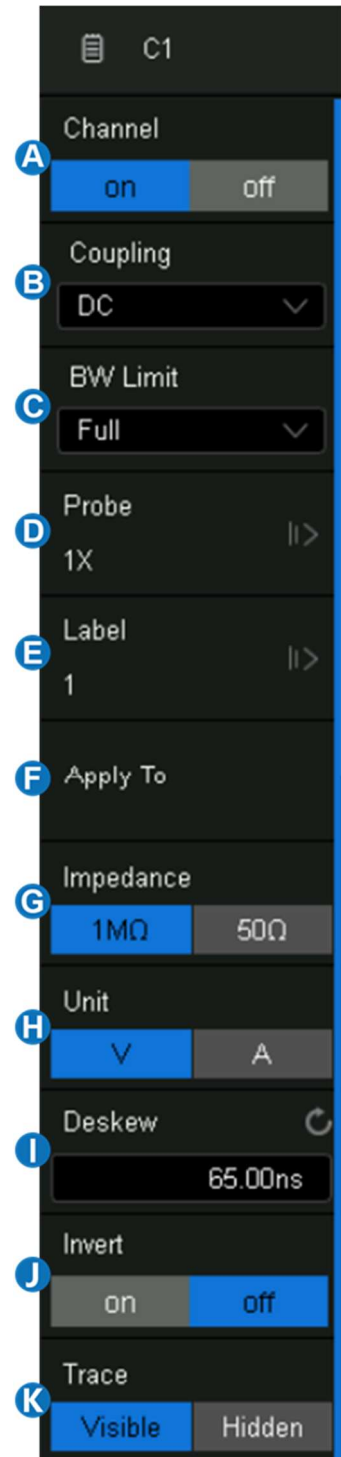 C1
Channel
A
on off
Coupling
B
DC
BW Limit
C
Full
Probe
D
1X
Label
E
1
F Apply To
Impedance
G
1MΩ 50Ω
Unit
H
V A
Deskew
I
65.00ns
Invert
J
on off
Trace
K
Visible Hidden